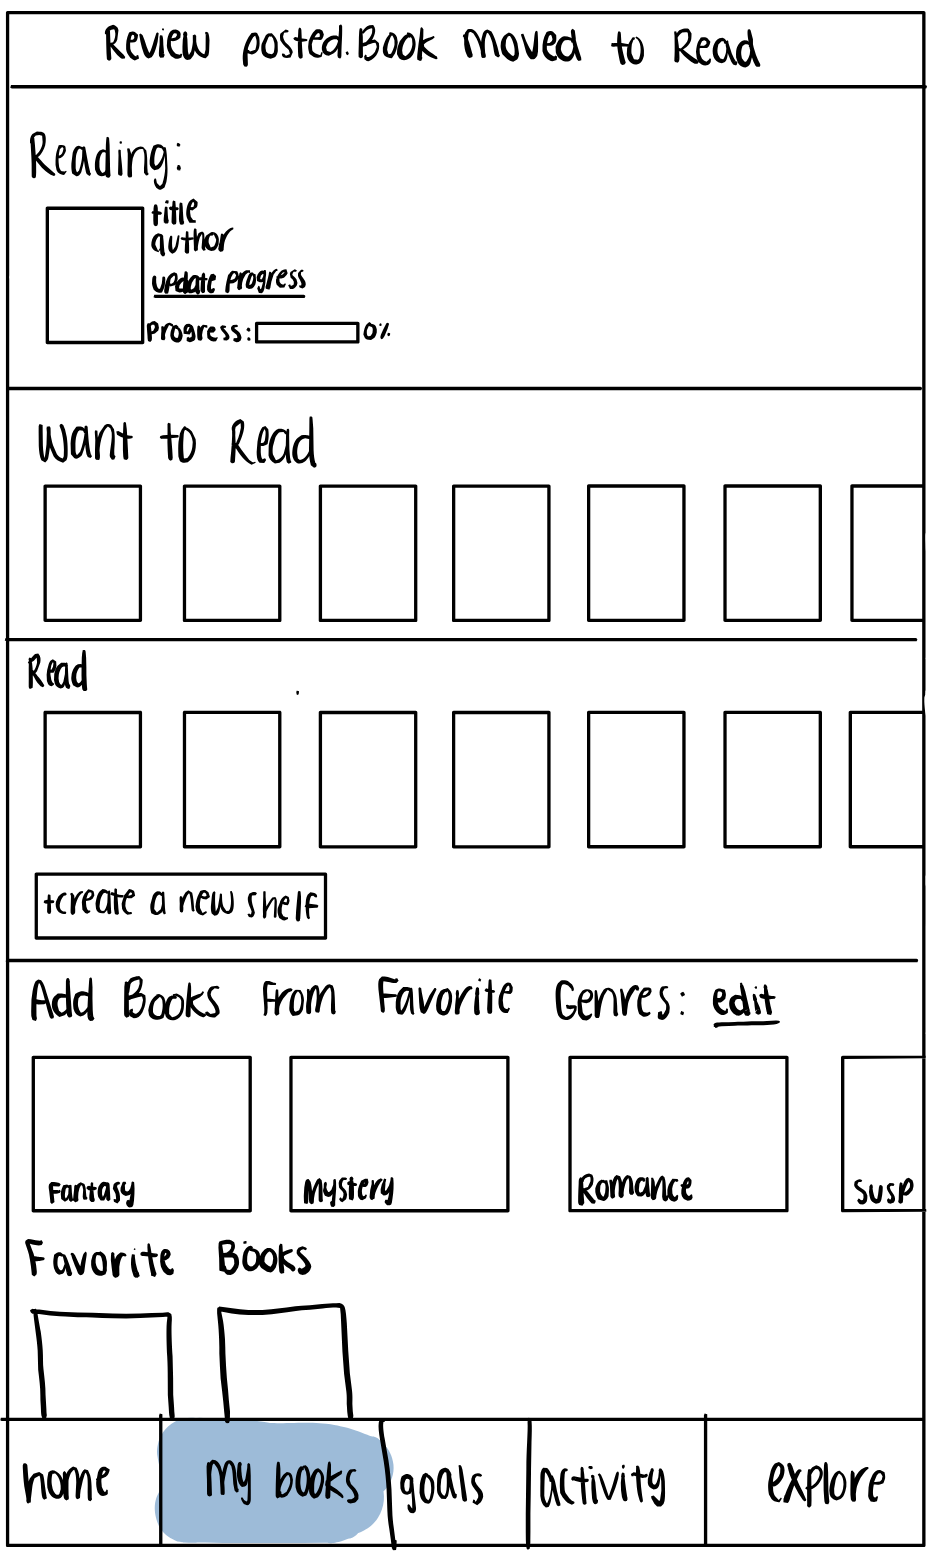 Review posted. Book moved to Read
Reading:
title
author
update progress
Progress: 0%
Want to Read
Read
+create a new shelf
Add Books From Favorite Genres: edit
Fantasy Mystery Romance Susp
Favorite Books
home my books goals activity explore